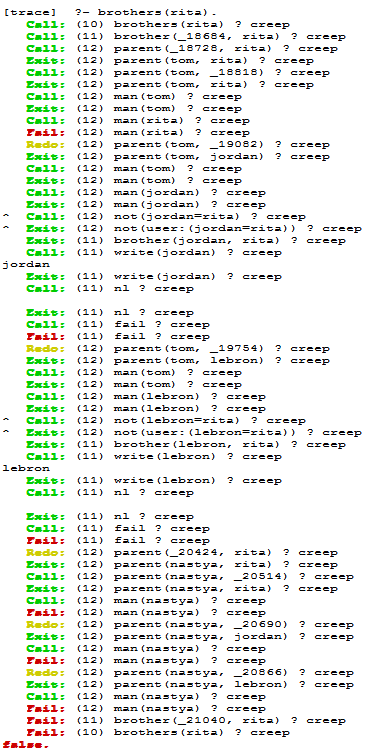 [trace]  ?- brothers(rita).
   Call: (10) brothers(rita) ? creep
   Call: (11) brother(_18684, rita) ? creep
   Call: (12) parent(_18728, rita) ? creep
   Exit: (12) parent(tom, rita) ? creep
   Call: (12) parent(tom, _18818) ? creep
   Exit: (12) parent(tom, rita) ? creep
   Call: (12) man(tom) ? creep
   Exit: (12) man(tom) ? creep
   Call: (12) man(rita) ? creep
   Fail: (12) man(rita) ? creep
   Redo: (12) parent(tom, _19082) ? creep
   Exit: (12) parent(tom, jordan) ? creep
   Call: (12) man(tom) ? creep
   Exit: (12) man(tom) ? creep
   Call: (12) man(jordan) ? creep
   Exit: (12) man(jordan) ? creep
^  Call: (12) not(jordan=rita) ? creep
^  Exit: (12) not(user:(jordan=rita)) ? creep
   Exit: (11) brother(jordan, rita) ? creep
   Call: (11) write(jordan) ? creep
jordan
   Exit: (11) write(jordan) ? creep
   Call: (11) nl ? creep

   Exit: (11) nl ? creep
   Call: (11) fail ? creep
   Fail: (11) fail ? creep
   Redo: (12) parent(tom, _19754) ? creep
   Exit: (12) parent(tom, lebron) ? creep
   Call: (12) man(tom) ? creep
   Exit: (12) man(tom) ? creep
   Call: (12) man(lebron) ? creep
   Exit: (12) man(lebron) ? creep
^  Call: (12) not(lebron=rita) ? creep
^  Exit: (12) not(user:(lebron=rita)) ? creep
   Exit: (11) brother(lebron, rita) ? creep
   Call: (11) write(lebron) ? creep
lebron
   Exit: (11) write(lebron) ? creep
   Call: (11) nl ? creep

   Exit: (11) nl ? creep
   Call: (11) fail ? creep
   Fail: (11) fail ? creep
   Redo: (12) parent(_20424, rita) ? creep
   Exit: (12) parent(nastya, rita) ? creep
   Call: (12) parent(nastya, _20514) ? creep
   Exit: (12) parent(nastya, rita) ? creep
   Call: (12) man(nastya) ? creep
   Fail: (12) man(nastya) ? creep
   Redo: (12) parent(nastya, _20690) ? creep
   Exit: (12) parent(nastya, jordan) ? creep
   Call: (12) man(nastya) ? creep
   Fail: (12) man(nastya) ? creep
   Redo: (12) parent(nastya, _20866) ? creep
   Exit: (12) parent(nastya, lebron) ? creep
   Call: (12) man(nastya) ? creep
   Fail: (12) man(nastya) ? creep
   Fail: (11) brother(_21040, rita) ? creep
   Fail: (10) brothers(rita) ? creep
false.